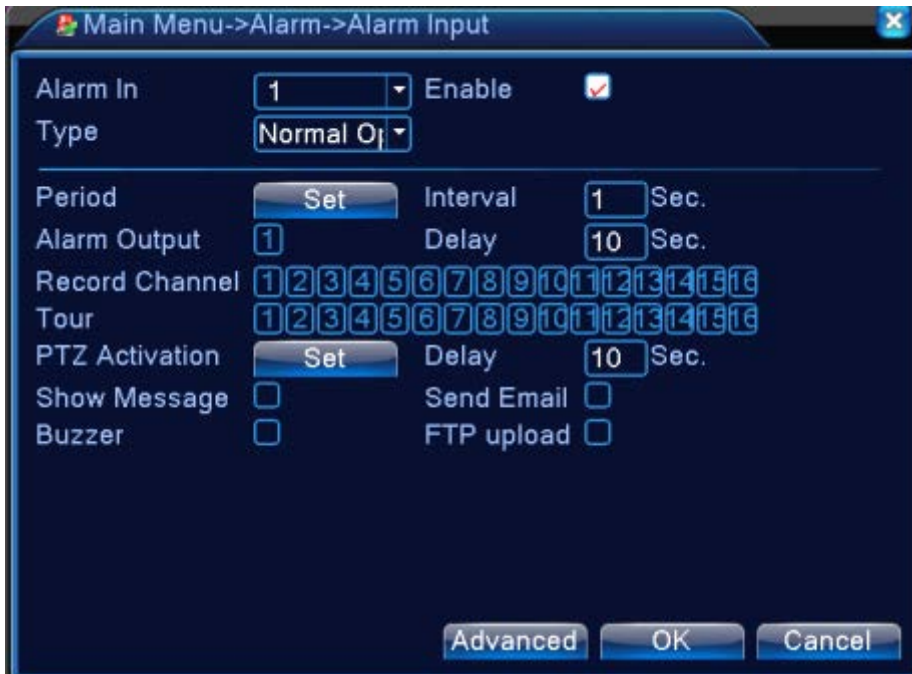 Main Menu->Alarm->Alarm Input
Alarm In 1 Enable
Type Normal Op
Period Set Interval 1 Sec.
Alarm Output 1 Delay 10 Sec.
Record Channel 1 2 3 4 5 6 7 8 9 10 11 12 13 14 15 16
Tour 1 2 3 4 5 6 7 8 9 10 11 12 13 14 15 16
PTZ Activation Set Delay 10 Sec.
Show Message Send Email
Buzzer FTP upload
Advanced OK Cancel